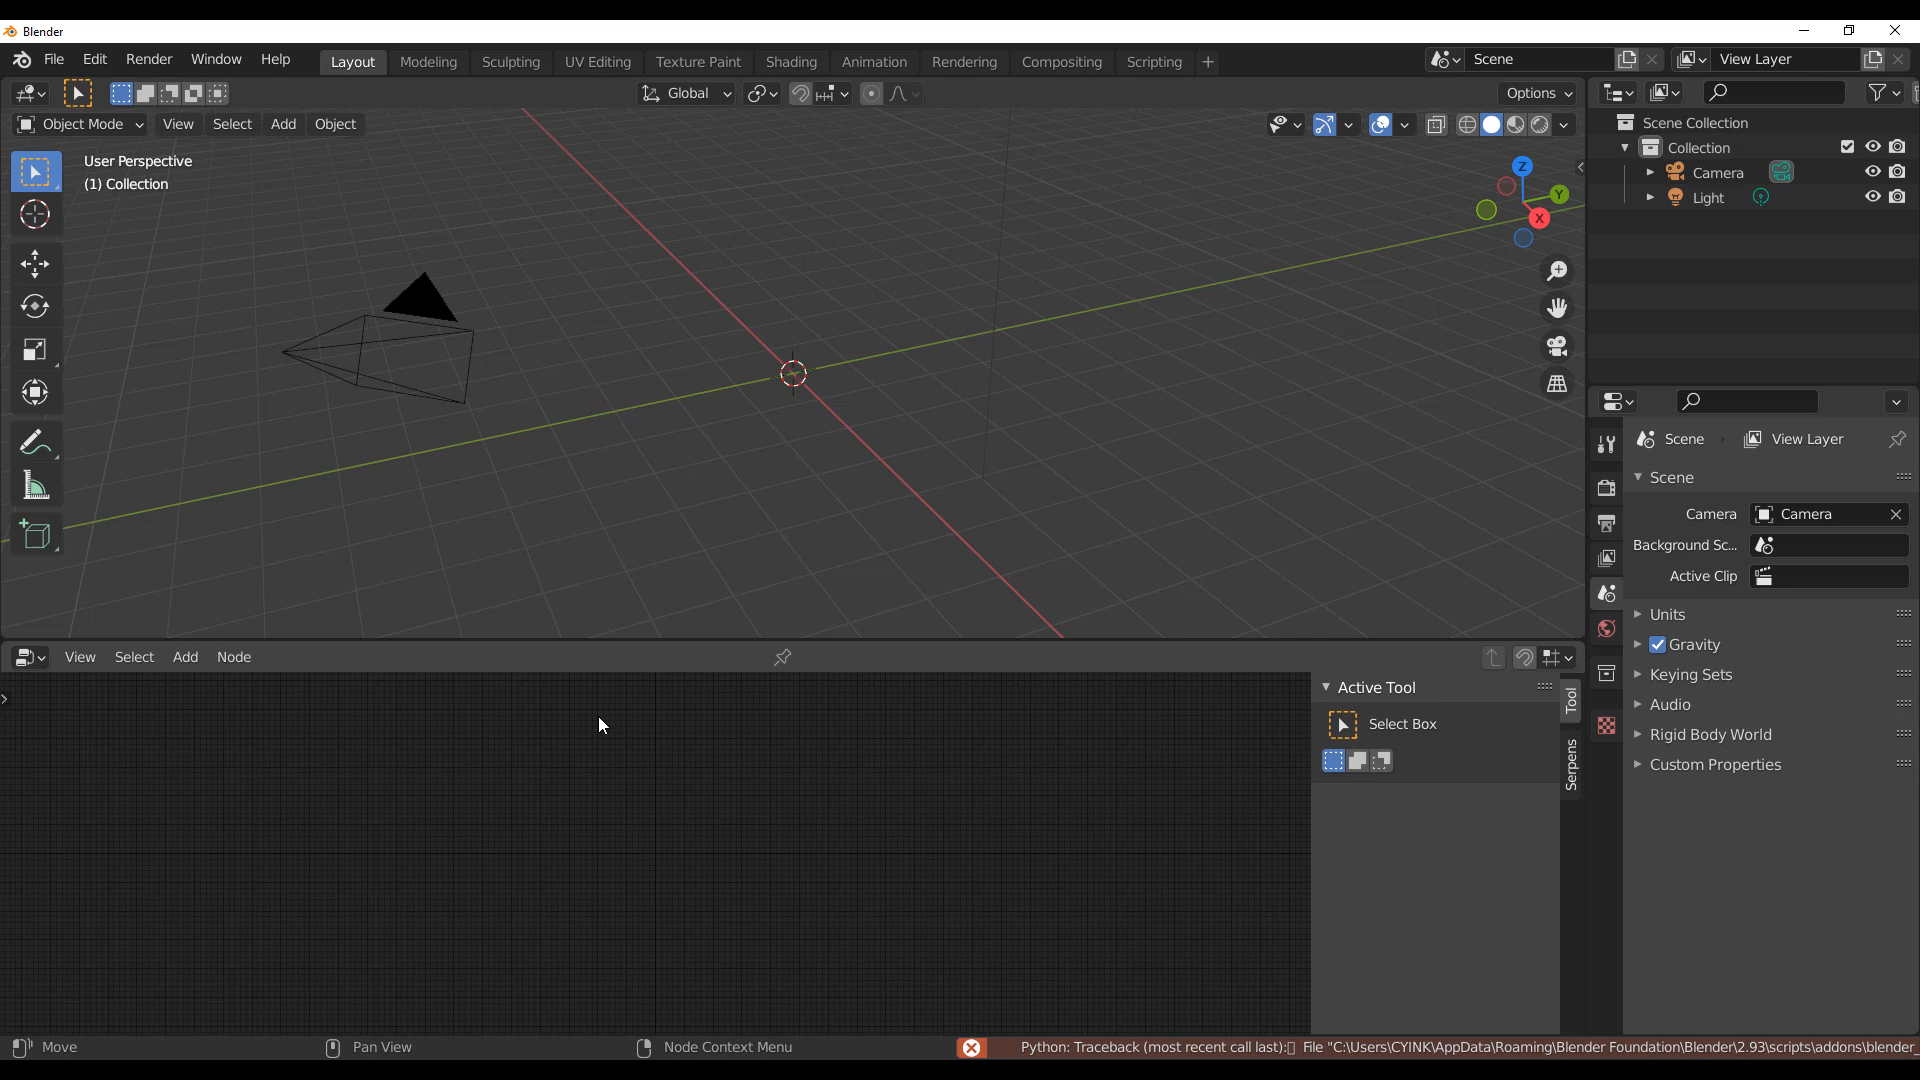 Blender
File Edit Render Window Help Layout Modeling Sculpting UV Editing Texture Paint Shading Animation Rendering Compositing Scripting + Scene View Layer
Global Options
Object Mode View Select Add Object
User Perspective
(1) Collection
Z
Y
X
Scene Collection
Collection
Camera
Light
Scene View Layer
Scene
Camera Camera
Background Sc...
Active Clip
Units
Gravity
Keying Sets
Audio
Rigid Body World
Custom Properties
View Select Add Node
Active Tool
Select Box
Tool
Serpens
Move Pan View Node Context Menu Python: Traceback (most recent call last): File "C:\Users\CYINK\AppData\Roaming\Blender Foundation\Blender\2.93\scripts\addons\blender_